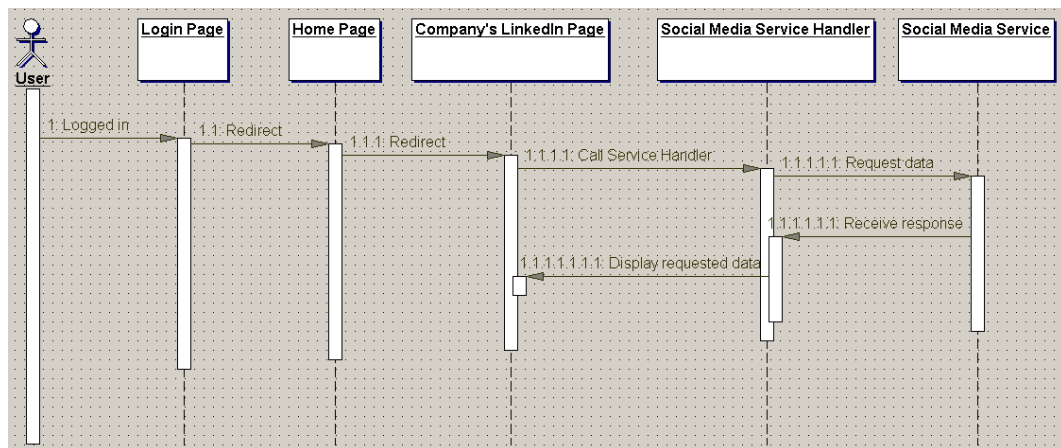 Login Page
Home Page
Company's LinkedIn Page
Social Media Service Handler
Social Media Service
User
1: Logged in
1.1: Redirect
1.1.1: Redirect
1.1.1.1: Call Service Handler
1.1.1.1.1: Request data
1.1.1.1.1.1: Receive response
1.1.1.1.1.1.1: Display requested data